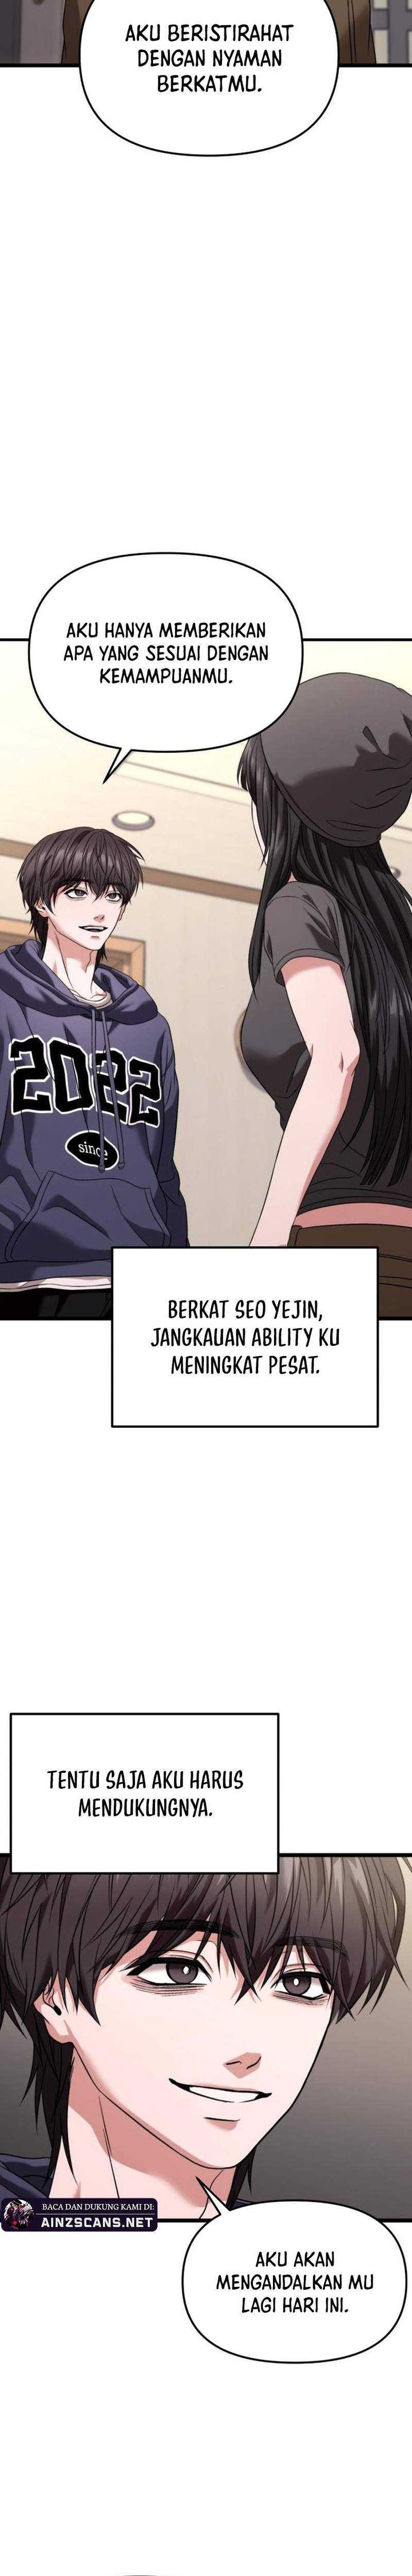 AKU BERISTIRAHAT
DENGAN NYAMAN
BERKATMU.
AKU HANYA MEMBERIKAN
APA YANG SESUAI DENGAN
KEMAMPUANMU.
2022
since
BERKAT SEO YEJIN,
JANGKAUAN ABILITY KU
MENINGKAT PESAT.
TENTU SAJA AKU HARUS
MENDUKUNGNYA.
BACA DAN DUKUNG KAMI DI:
AINZSCANS.NET
AKU AKAN
MENGANDALKAN MU
LAGI HARI INI.